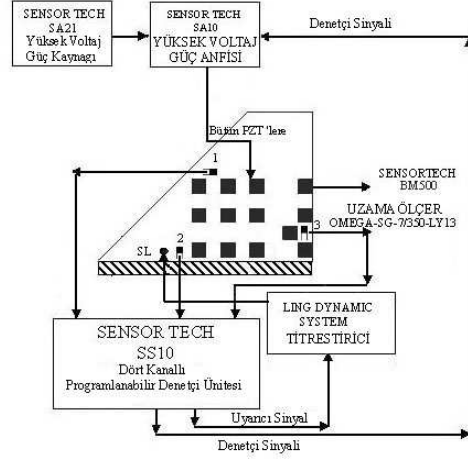 SENSOR TECH
SA21
Yüksek Voltaj
Güç Kaynagı
SENSOR TECH
SA10
YÜKSEK VOLTAJ
GÜÇ ANFİSİ
Denetçi Sinyali
Bütün PZT 'lere
1
SENSORTECH
BM500
UZAMA ÖLÇER
OMEGA-SG-7/350-LY13
3
2
SL
LING DYNAMIC
SYSTEM
TİTRESTİRİCİ
SENSOR TECH
SS10
Dört Kanallı
Programlanabilir Denetçi Ünitesi
Uyarıcı Sinyal
Denetçi Sinyali